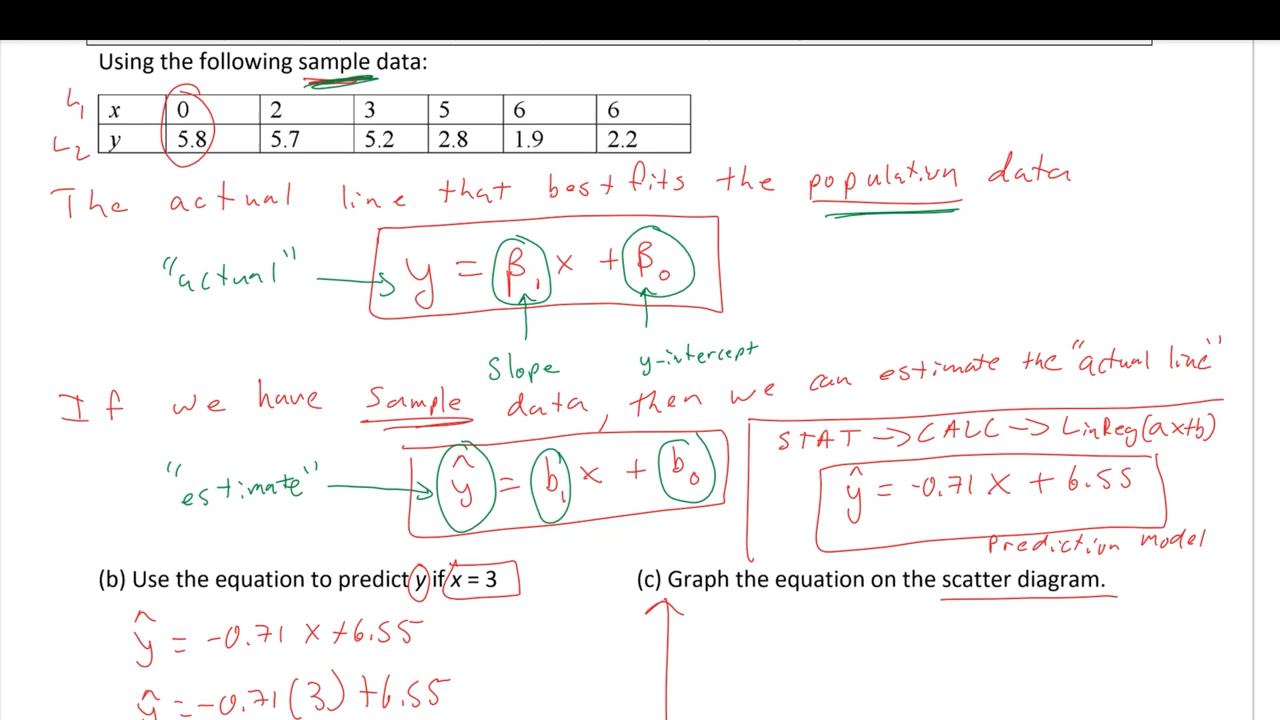 Using the following sample data:
L1 x 0 2 3 5 6 6
L2 y 5.8 5.7 5.2 2.8 1.9 2.2
The actual line that best fits the population data
"actual" → y = β₁ x + β₀
slope y-intercept
If we have sample data, then we can estimate the "actual line"
STAT → CALC → LinReg(ax+b)
"estimate" → ŷ = b₁ x + b₀
ŷ = -0.71 x + 6.55
Prediction model
(b) Use the equation to predict y if x = 3
(c) Graph the equation on the scatter diagram.
ŷ = -0.71 x + 6.55
ŷ = -0.71 (3) + 6.55